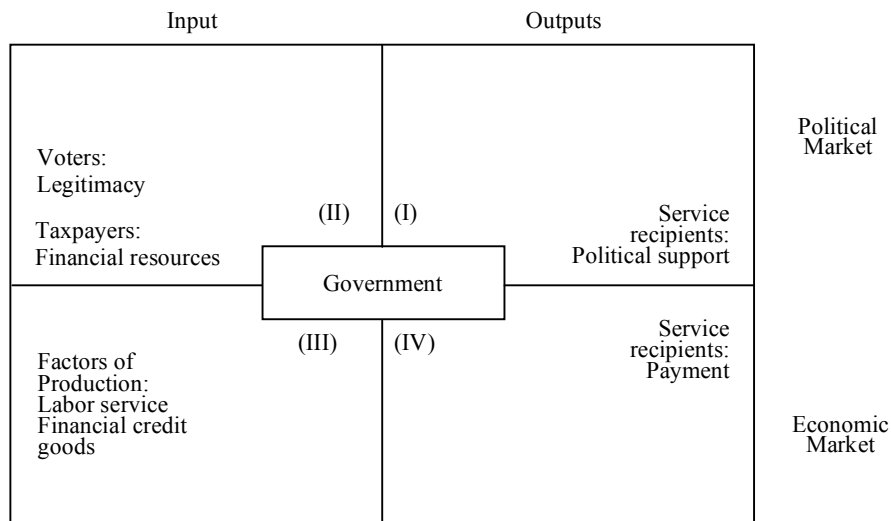 Input
Outputs
Political
Market
Voters:
Legitimacy
Taxpayers:
Financial resources
(II)
(I)
Service
recipients:
Political support
Government
(III)
(IV)
Factors of
Production:
Labor service
Financial credit
goods
Service
recipients:
Payment
Economic
Market